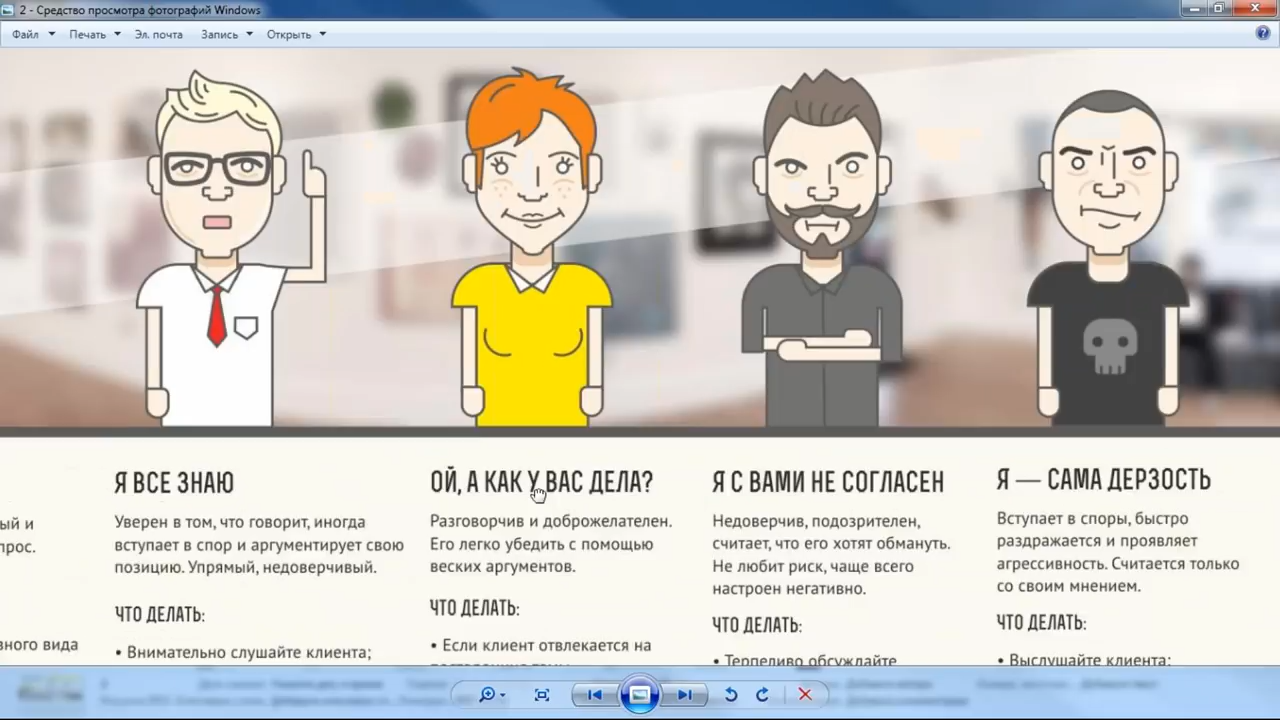 2 - Средство просмотра фотографий Windows
Файл Печать Эл. почта Запись Открыть
Я ВСЕ ЗНАЮ
Уверен в том, что говорит, иногда
вступает в спор и аргументирует свою
позицию. Упрямый, недоверчивый.
ЧТО ДЕЛАТЬ:
• Внимательно слушайте клиента;
ОЙ, А КАК У ВАС ДЕЛА?
Разговорчив и доброжелателен.
Его легко убедить с помощью
веских аргументов.
ЧТО ДЕЛАТЬ:
• Если клиент отвлекается на
Я С ВАМИ НЕ СОГЛАСЕН
Недоверчив, подозрителен,
считает, что его хотят обмануть.
Не любит риск, чаще всего
настроен негативно.
ЧТО ДЕЛАТЬ:
• Терпеливо обсуждайте
Я — САМА ДЕРЗОСТЬ
Вступает в споры, быстро
раздражается и проявляет
агрессивность. Считается только
со своим мнением.
ЧТО ДЕЛАТЬ:
• Выслушайте клиента;
ый и
прос.
вного вида